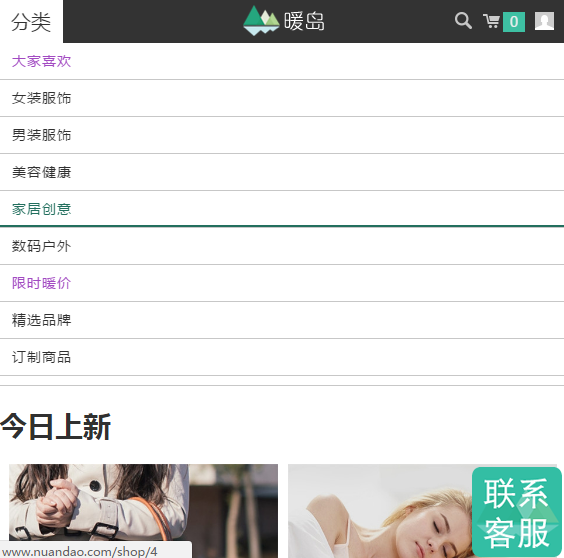 分类
暖岛
0
大家喜欢
女装服饰
男装服饰
美容健康
家居创意
数码户外
限时暖价
精选品牌
订制商品
今日上新
联系
客服
www.nuandao.com/shop/4